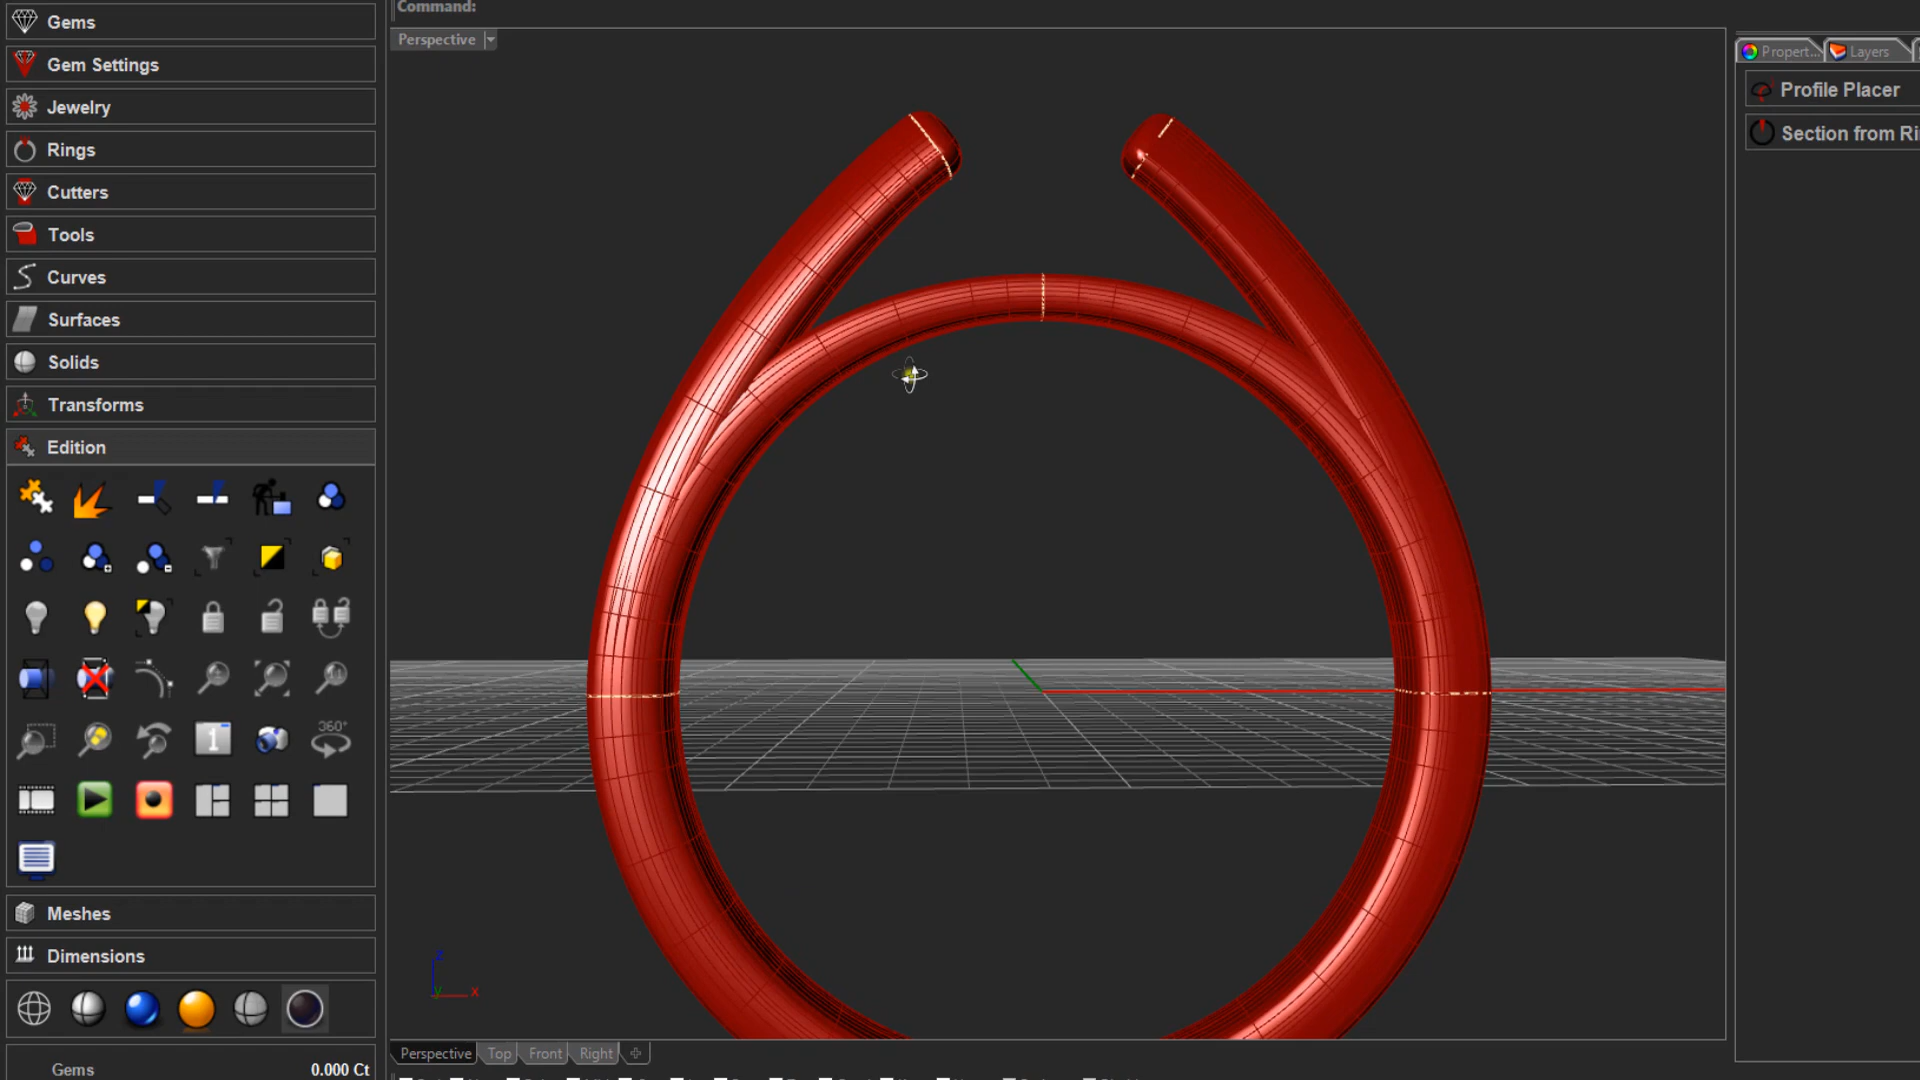 Command:
Perspective
Gems
Gem Settings
Jewelry
Rings
Cutters
Tools
Curves
Surfaces
Solids
Transforms
Edition
1
360°
Meshes
Dimensions
Gems 0.000 Ct
z
y x
Perspective Top Front Right
Propert... Layers
Profile Placer
Section from Ri